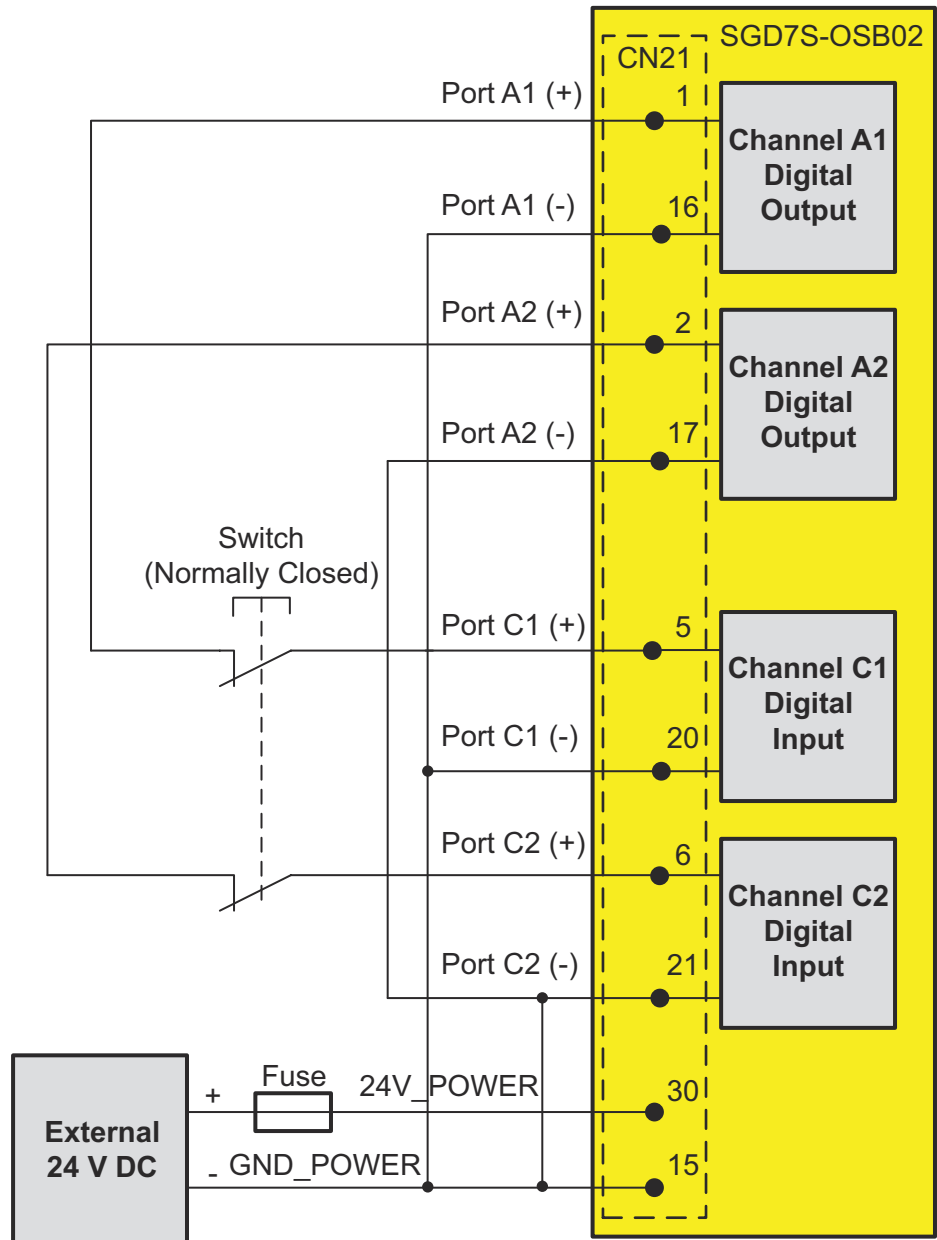 SGD7S-OSB02
CN21
Port A1 (+)
1
Channel A1
Digital
Output
Port A1 (-)
16
Port A2 (+)
2
Channel A2
Digital
Output
Port A2 (-)
17
Switch
(Normally Closed)
Port C1 (+)
5
Channel C1
Digital
Input
Port C1 (-)
20
Port C2 (+)
6
Channel C2
Digital
Input
Port C2 (-)
21
External
24 V DC
+
Fuse
24V_POWER
30
-
GND_POWER
15